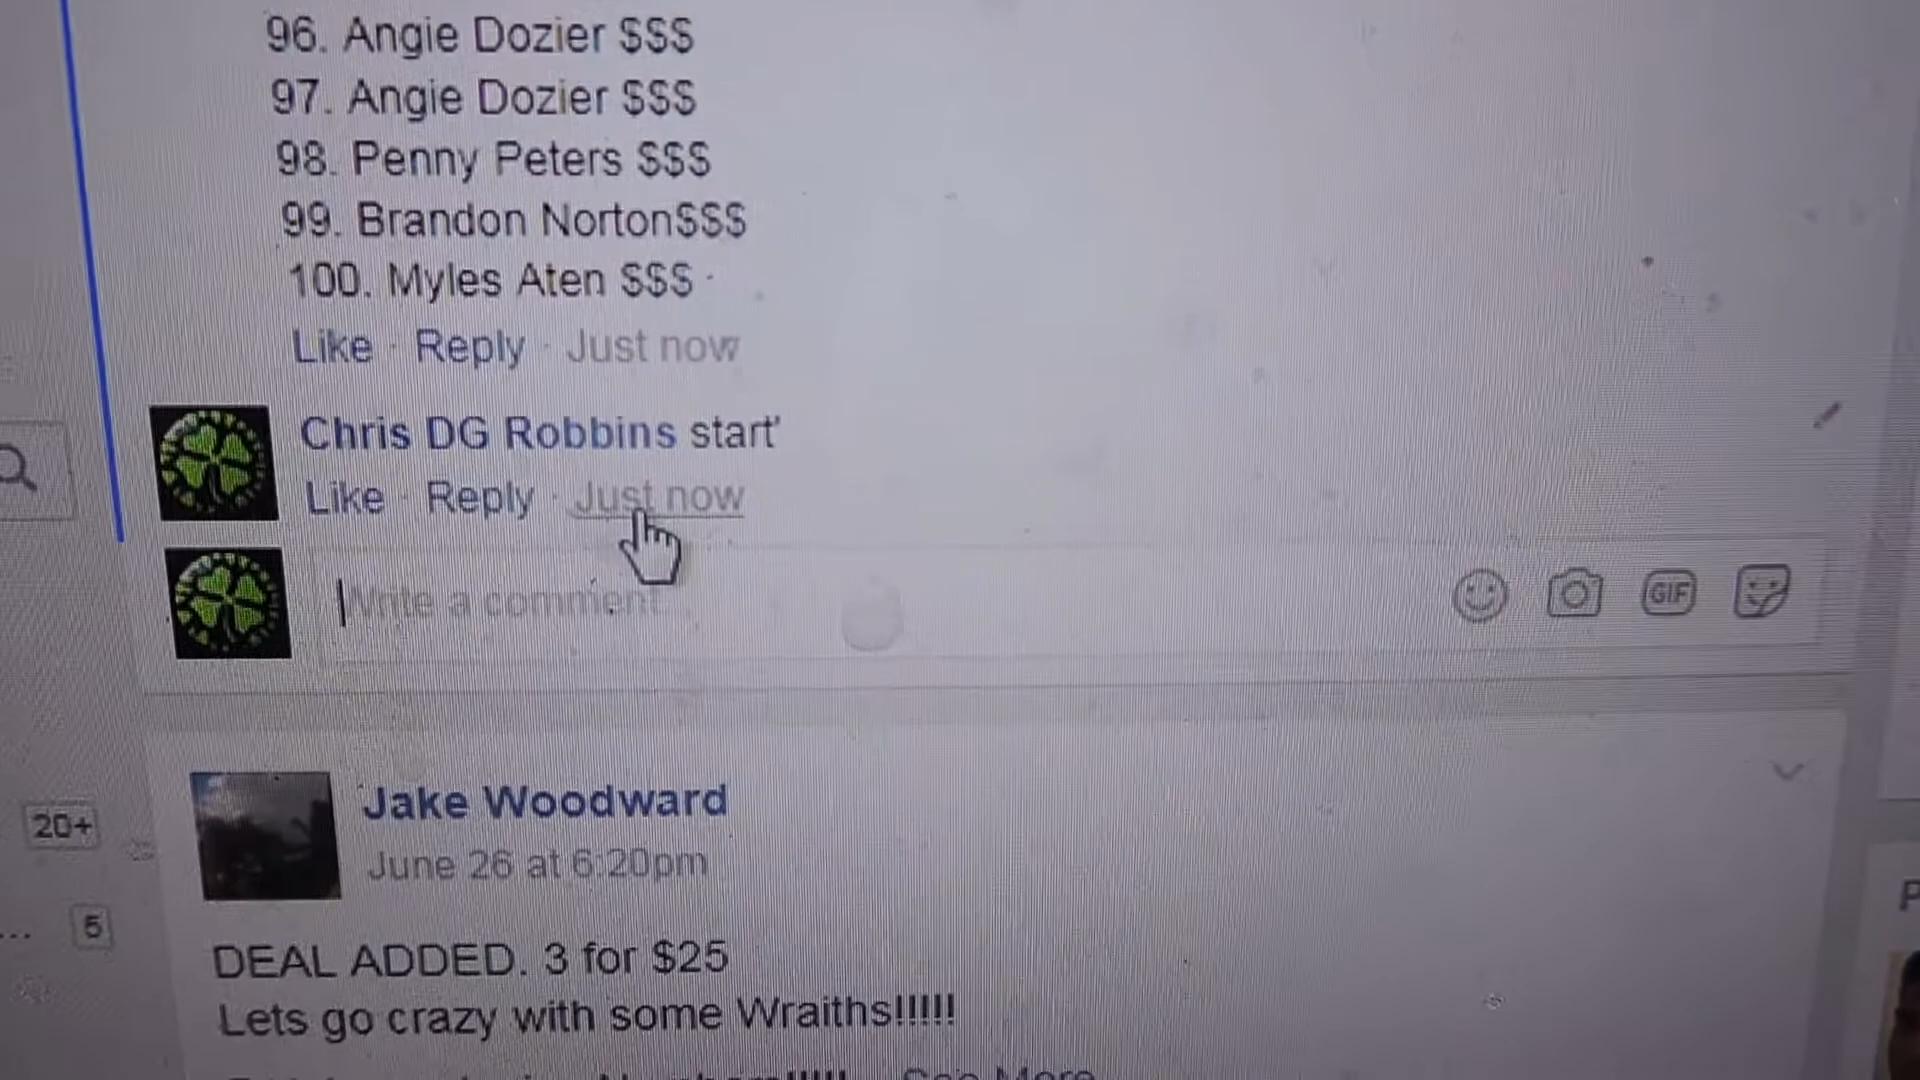 96. Angie Dozier $$$
97. Angie Dozier $$$
98. Penny Peters $$$
99. Brandon Norton$$$
100. Myles Aten $$$
Like · Reply · Just now
Chris DG Robbins start'
Like · Reply · Just now
Write a comment...
GIF
Jake Woodward
June 26 at 6:20pm
20+
... 5
DEAL ADDED. 3 for $25
Lets go crazy with some Wraiths!!!!!
See More
P